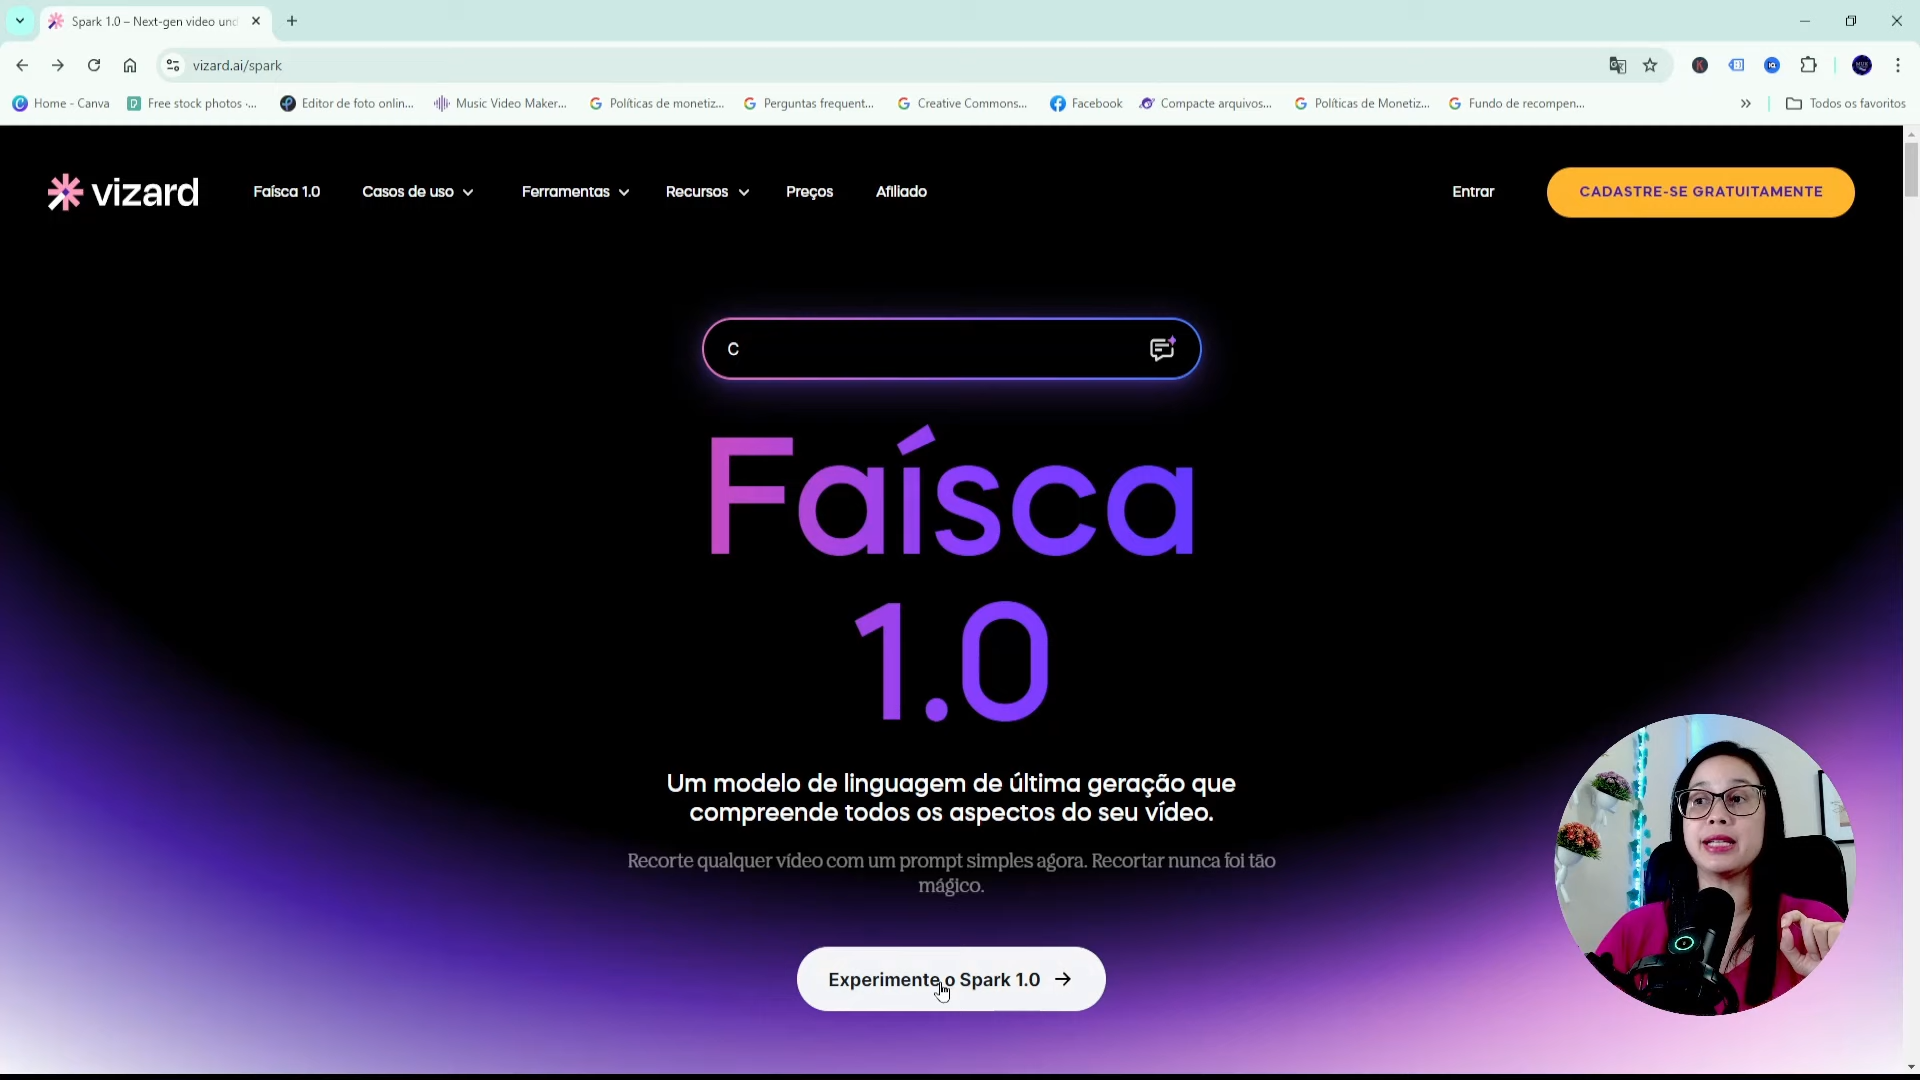 Spark 1.0 – Next-gen video und
vizard.ai/spark
Home - Canva
Free stock photos -...
Editor de foto onlin...
Music Video Maker...
Políticas de monetiz...
Perguntas frequent...
Creative Commons...
Facebook
Compacte arquivos...
Políticas de Monetiz...
Fundo de recompen...
Todos os favoritos
vizard
Faísca 1.0
Casos de uso
Ferramentas
Recursos
Preços
Afiliado
Entrar
CADASTRE-SE GRATUITAMENTE
C
Faísca
1.0
Um modelo de linguagem de última geração que
compreende todos os aspectos do seu vídeo.
Recorte qualquer vídeo com um prompt simples agora. Recortar nunca foi tão
mágico.
Experimente o Spark 1.0